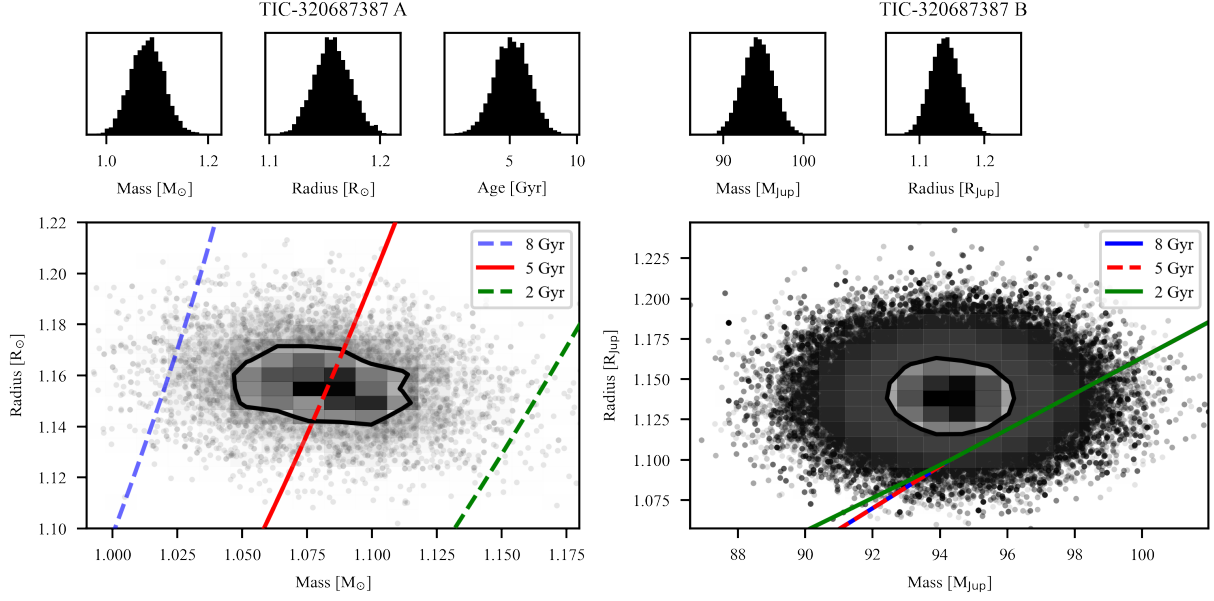 TIC-320687387 A
TIC-320687387 B
1.0 1.2
Mass [M☉]
1.1 1.2
Radius [R☉]
5 10
Age [Gyr]
90 100
Mass [MJup]
1.1 1.2
Radius [RJup]
1.22
1.20
1.18
1.16
1.14
1.12
1.10
Radius [R☉]
8 Gyr
5 Gyr
2 Gyr
1.000 1.025 1.050 1.075 1.100 1.125 1.150 1.175
Mass [M☉]
1.225
1.200
1.175
1.150
1.125
1.100
1.075
Radius [RJup]
8 Gyr
5 Gyr
2 Gyr
88 90 92 94 96 98 100
Mass [MJup]